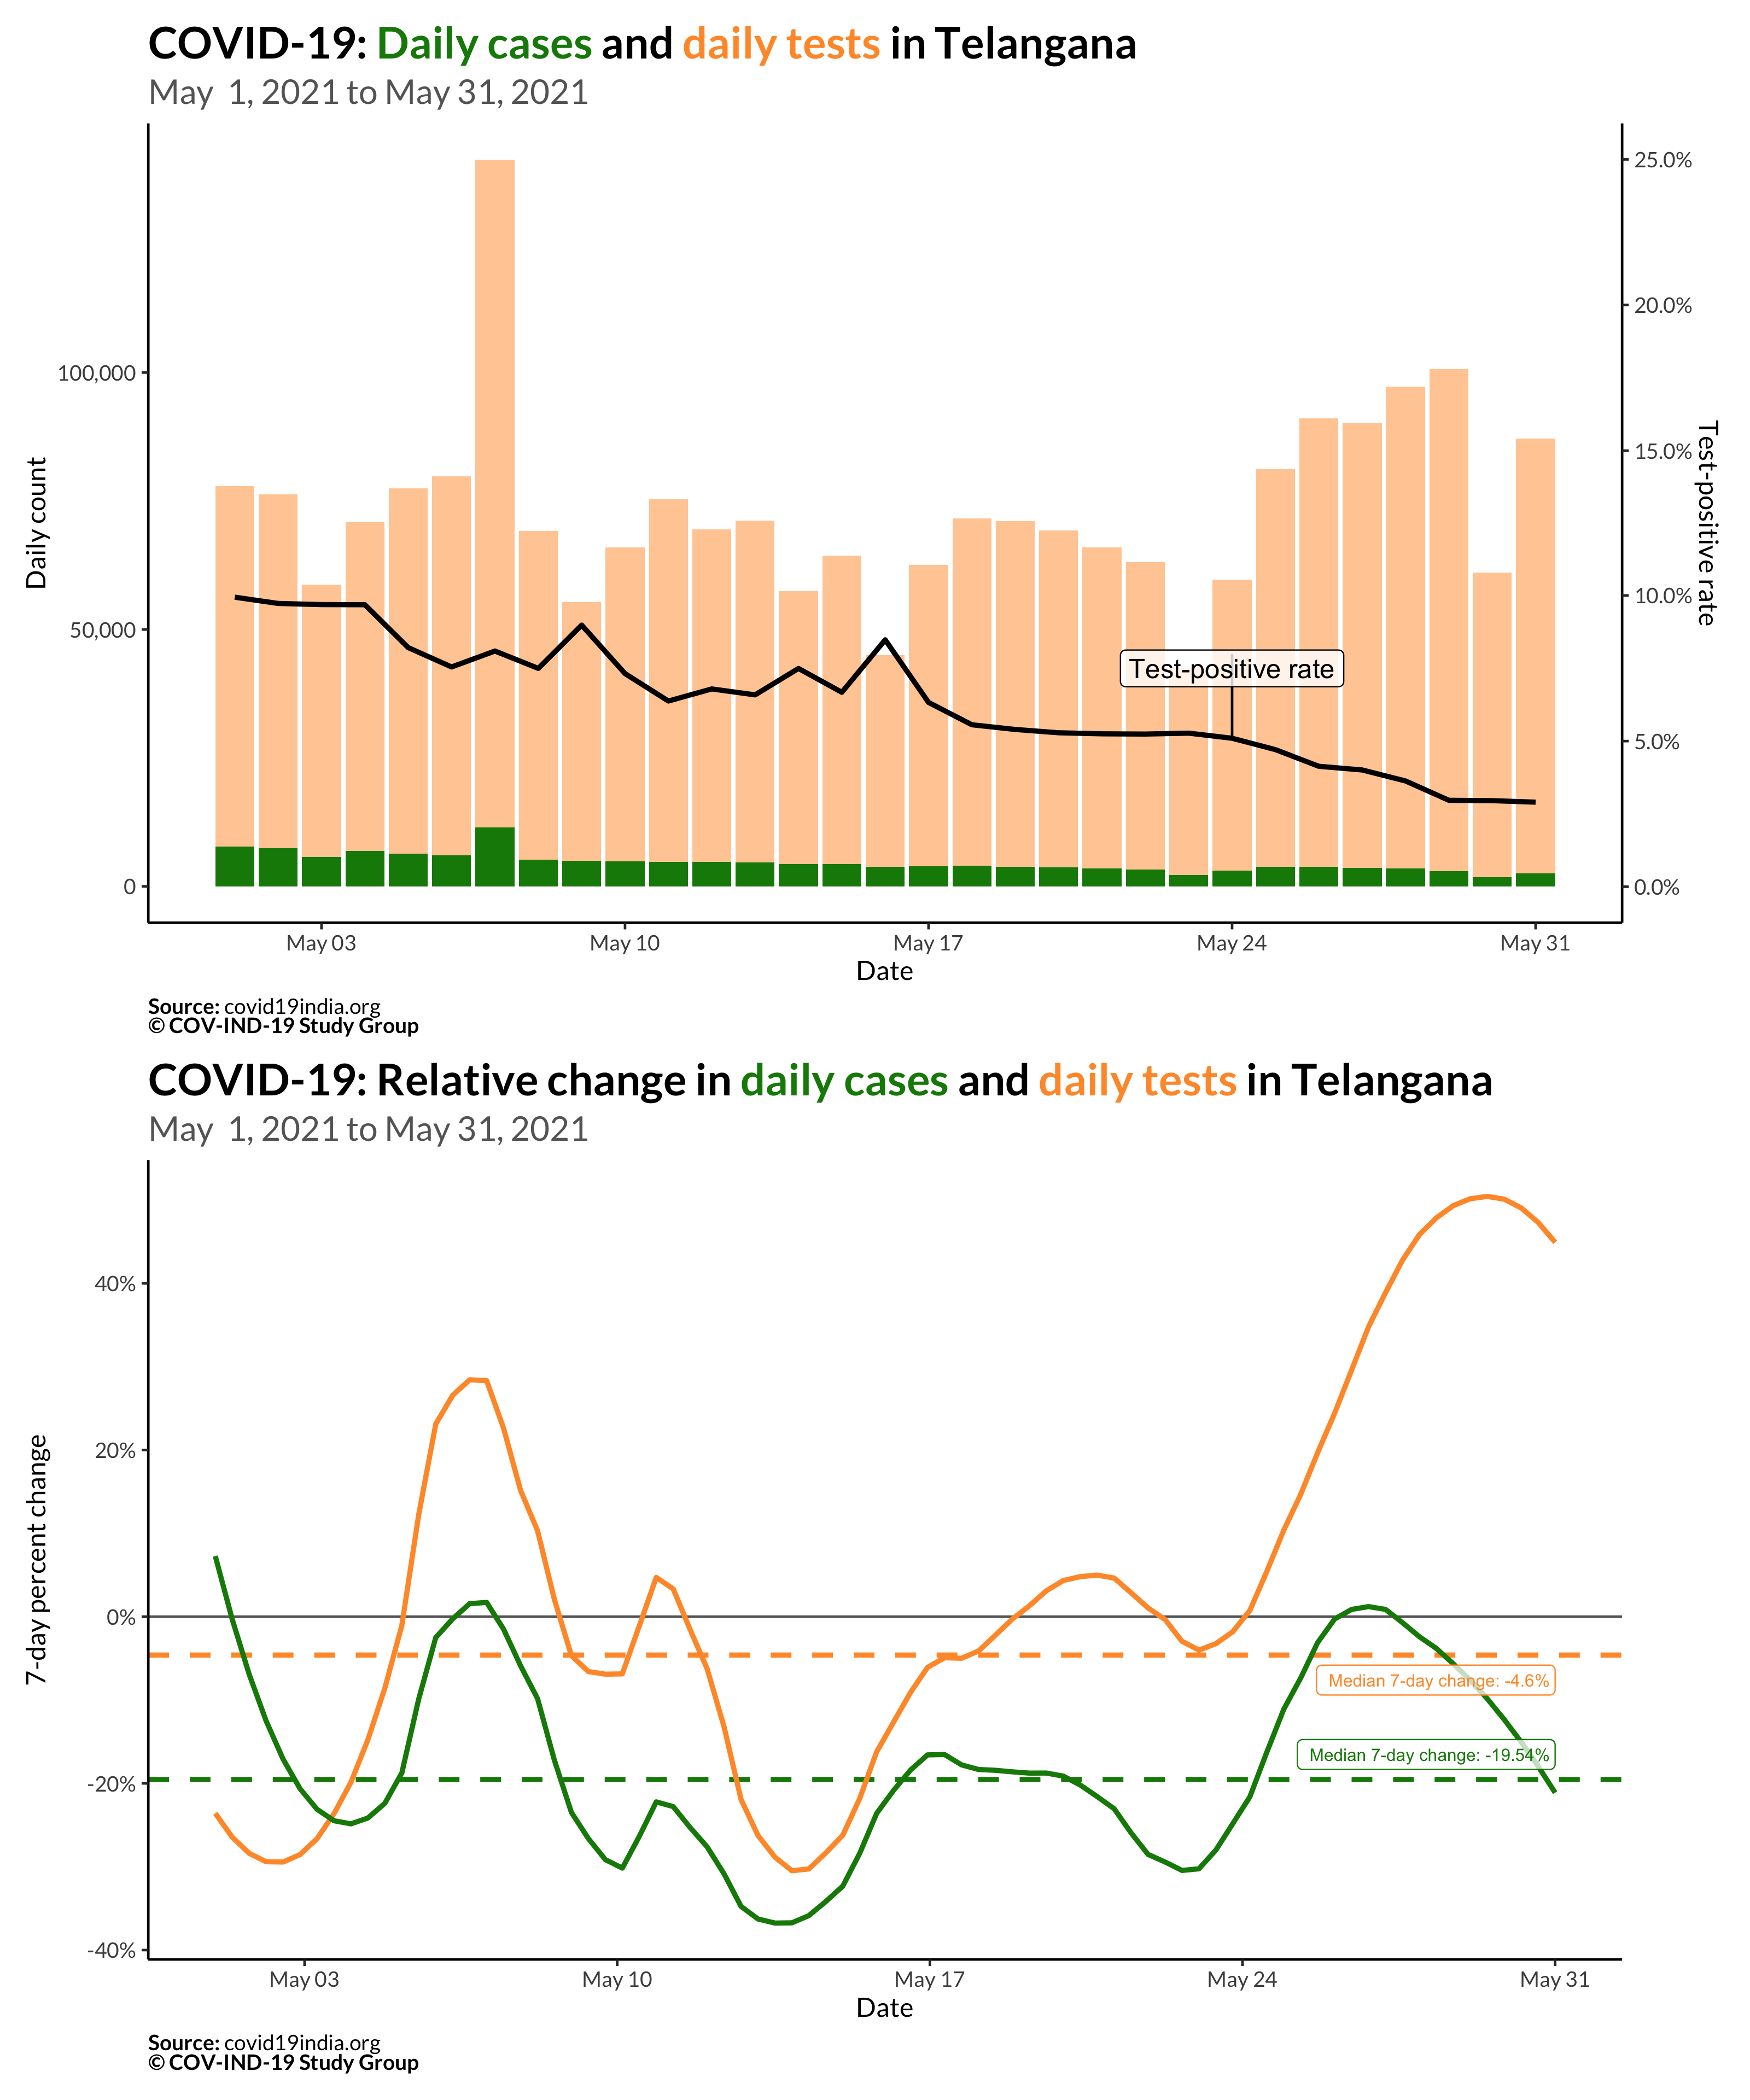 COVID-19: Daily cases and daily tests in Telangana
May 1, 2021 to May 31, 2021
Daily count
100,000
50,000
0
25.0%
20.0%
15.0%
10.0%
5.0%
0.0%
Test-positive rate
Test-positive rate
May 03
May 10
May 17
May 24
May 31
Date
Source: covid19india.org
© COV-IND-19 Study Group
COVID-19: Relative change in daily cases and daily tests in Telangana
May 1, 2021 to May 31, 2021
7-day percent change
40%
20%
0%
-20%
-40%
Median 7-day change: -4.6%
Median 7-day change: -19.54%
May 03
May 10
May 17
May 24
May 31
Date
Source: covid19india.org
© COV-IND-19 Study Group